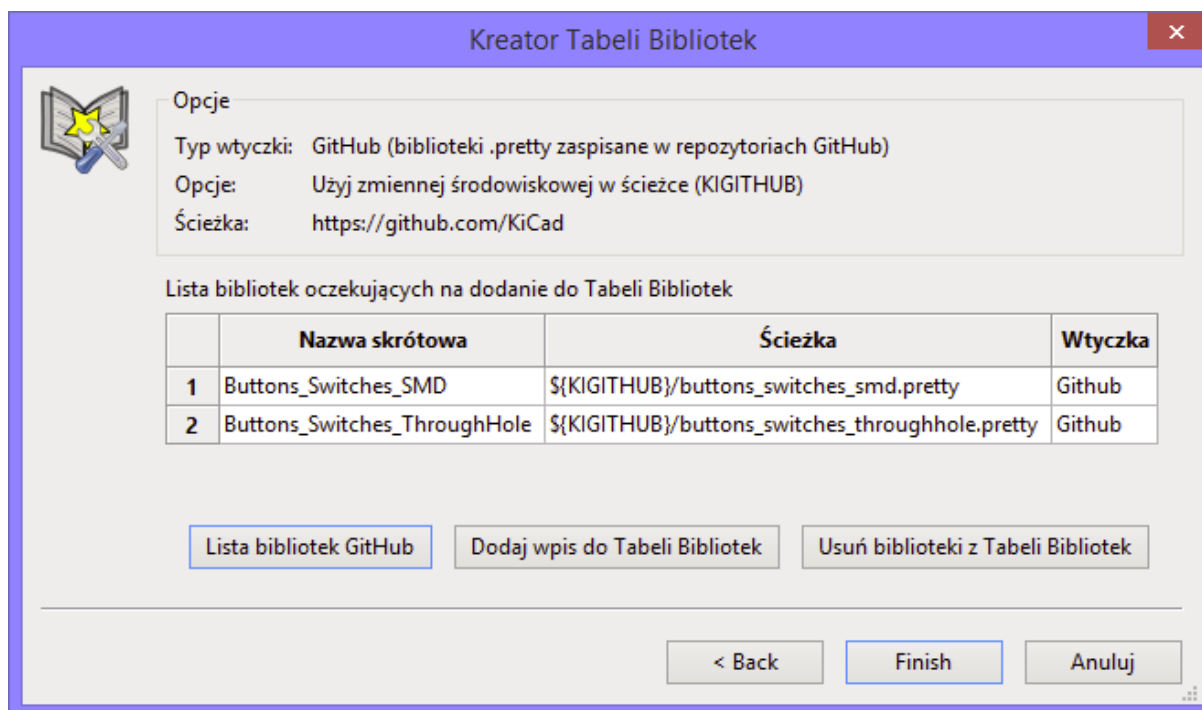 Kreator Tabeli Bibliotek
Opcje
Typ wtyczki: GitHub (biblioteki .pretty zaspisane w repozytoriach GitHub)
Opcje: Użyj zmiennej środowiskowej w ścieżce (KIGITHUB)
Ścieżka: https://github.com/KiCad
Lista bibliotek oczekujących na dodanie do Tabeli Bibliotek
Nazwa skrótowa Ścieżka Wtyczka
1 Buttons_Switches_SMD ${KIGITHUB}/buttons_switches_smd.pretty Github
2 Buttons_Switches_ThroughHole ${KIGITHUB}/buttons_switches_throughhole.pretty Github
Lista bibliotek GitHub Dodaj wpis do Tabeli Bibliotek Usuń biblioteki z Tabeli Bibliotek
< Back Finish Anuluj